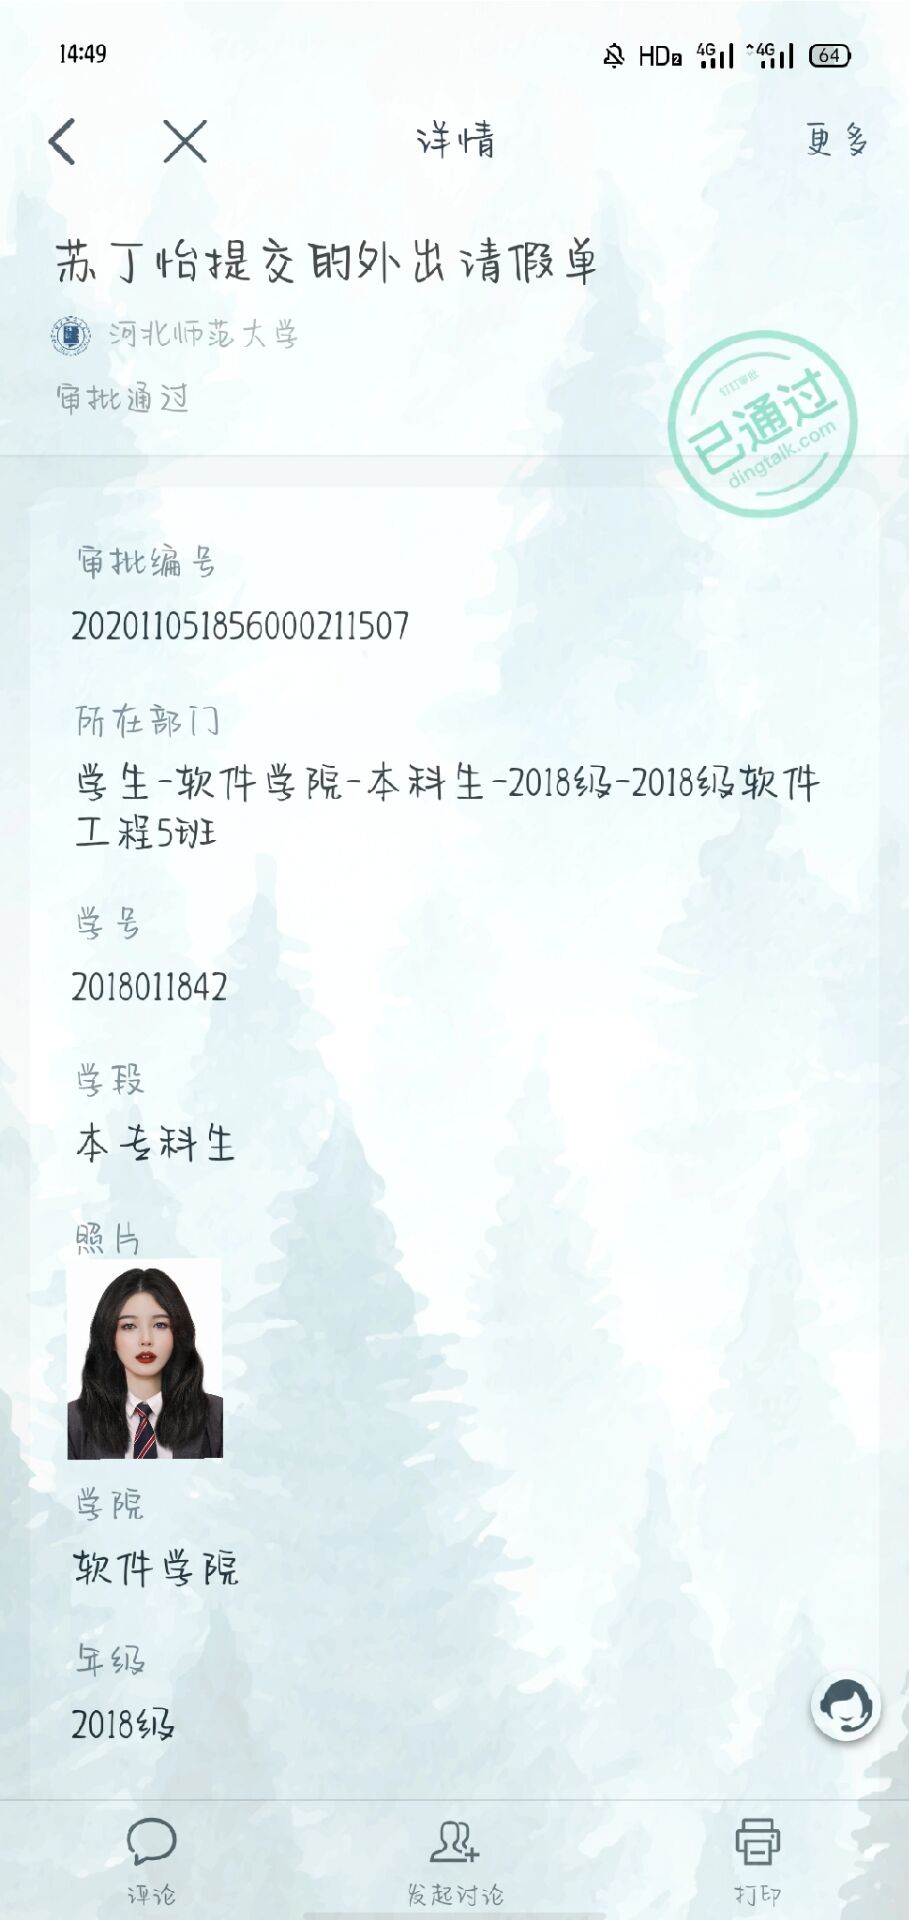 14:49 HD2 4G 4G 64
详情 更多
苏丁怡提交的外出请假单
河北师范大学
审批通过
钉钉审批
已通过
dingtalk.com
审批编号
202011051856000211507
所在部门
学生-软件学院-本科生-2018级-2018级软件
工程5班
学号
2018011842
学段
本专科生
照片
学院
软件学院
年级
2018级
评论 发起讨论 打印